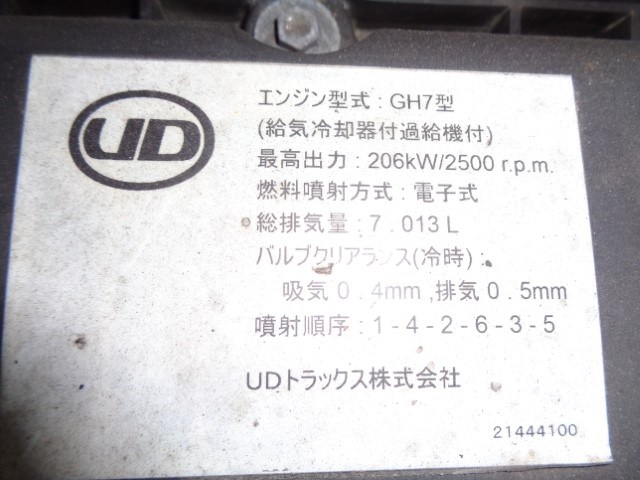 UD
エンジン型式 : GH7型
(給気冷却器付過給機付)
最高出力 : 206kW/2500 r.p.m.
燃料噴射方式 : 電子式
総排気量 : 7 . 013 L
バルブクリアランス(冷時) :
吸気 0 . 4mm ,排気 0 . 5mm
噴射順序 : 1 - 4 - 2 - 6 - 3 - 5
UDトラックス株式会社
21444100